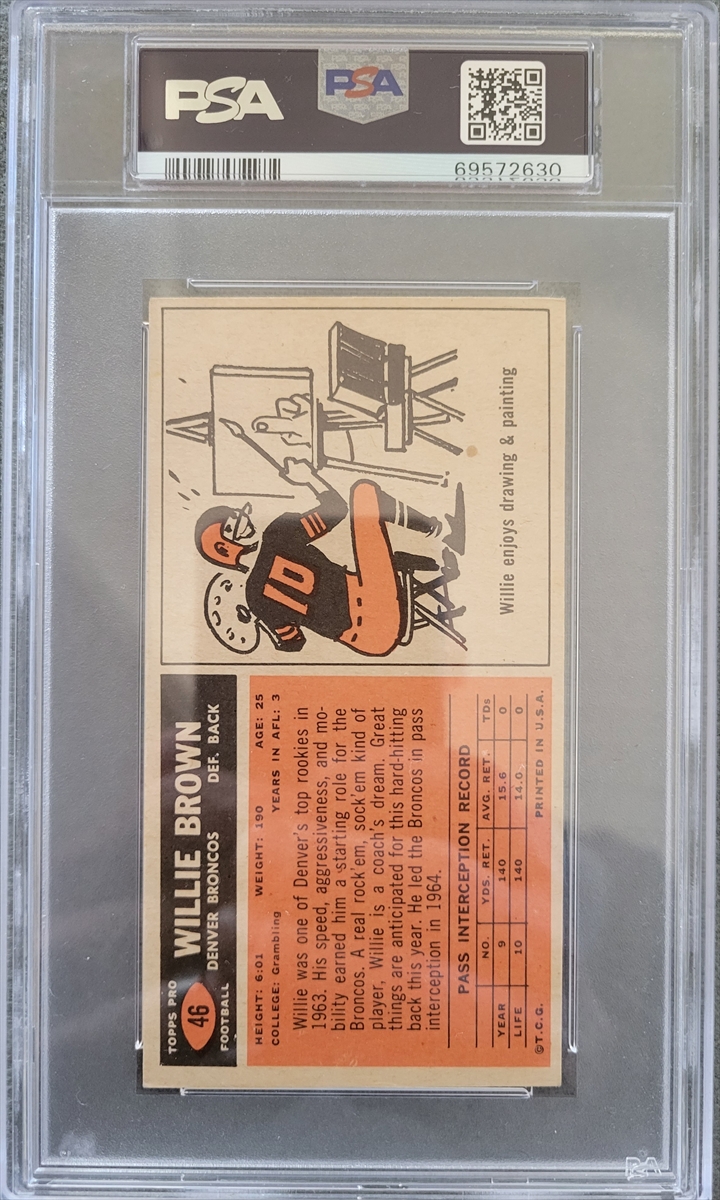 PSA
PSA
69572630
TOPPS PRO
46
FOOTBALL
WILLIE BROWN
DENVER BRONCOS DEF. BACK
HEIGHT: 6:01 WEIGHT: 190 AGE: 25
COLLEGE: Grambling YEARS IN AFL: 3
Willie was one of Denver's top rookies in
1963. His speed, aggressiveness, and mo-
bility earned him a starting role for the
Broncos. A real rock'em, sock'em kind of
player, Willie is a coach's dream. Great
things are anticipated for this hard-hitting
back this year. He led the Broncos in pass
interception in 1964.
PASS INTERCEPTION RECORD
NO. YDS. RET. AVG. RET. TDs
YEAR 9 140 15.6 0
LIFE 10 140 14.0 0
©T.C.G. PRINTED IN U.S.A.
10
Willie enjoys drawing & painting
PSA